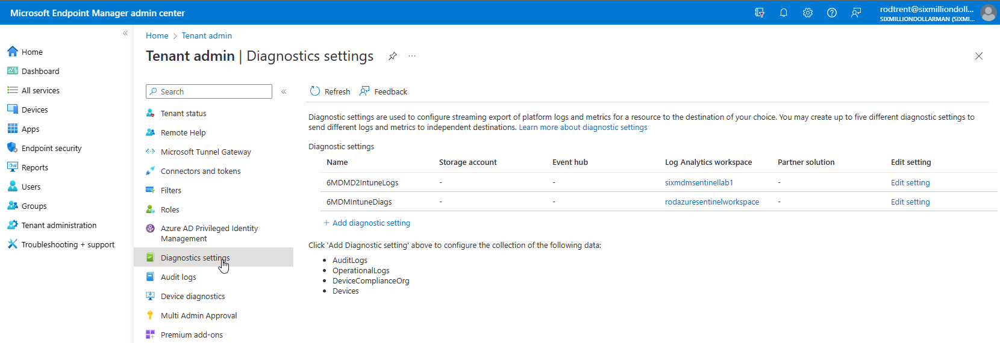 Microsoft Endpoint Manager admin center
rodtrent@sixmilliondoll...
SIXMILLIONDOLLARMAN (SIXMI...
Home
Dashboard
All services
Devices
Apps
Endpoint security
Reports
Users
Groups
Tenant administration
Troubleshooting + support
Home > Tenant admin
Tenant admin | Diagnostics settings
Search
Tenant status
Remote Help
Microsoft Tunnel Gateway
Connectors and tokens
Filters
Roles
Azure AD Privileged Identity
Management
Diagnostics settings
Audit logs
Device diagnostics
Multi Admin Approval
Premium add-ons
Refresh Feedback
Diagnostic settings are used to configure streaming export of platform logs and metrics for a resource to the destination of your choice. You may create up to five different diagnostic settings to
send different logs and metrics to independent destinations. Learn more about diagnostic settings
Diagnostic settings
Name Storage account Event hub Log Analytics workspace Partner solution Edit setting
6MDMD2IntuneLogs - - sixmdmsentinellab1 - Edit setting
6MDMIntuneDiags - - rodazuresentinelworkspace - Edit setting
+ Add diagnostic setting
Click 'Add Diagnostic setting' above to configure the collection of the following data:
• AuditLogs
• OperationalLogs
• DeviceComplianceOrg
• Devices